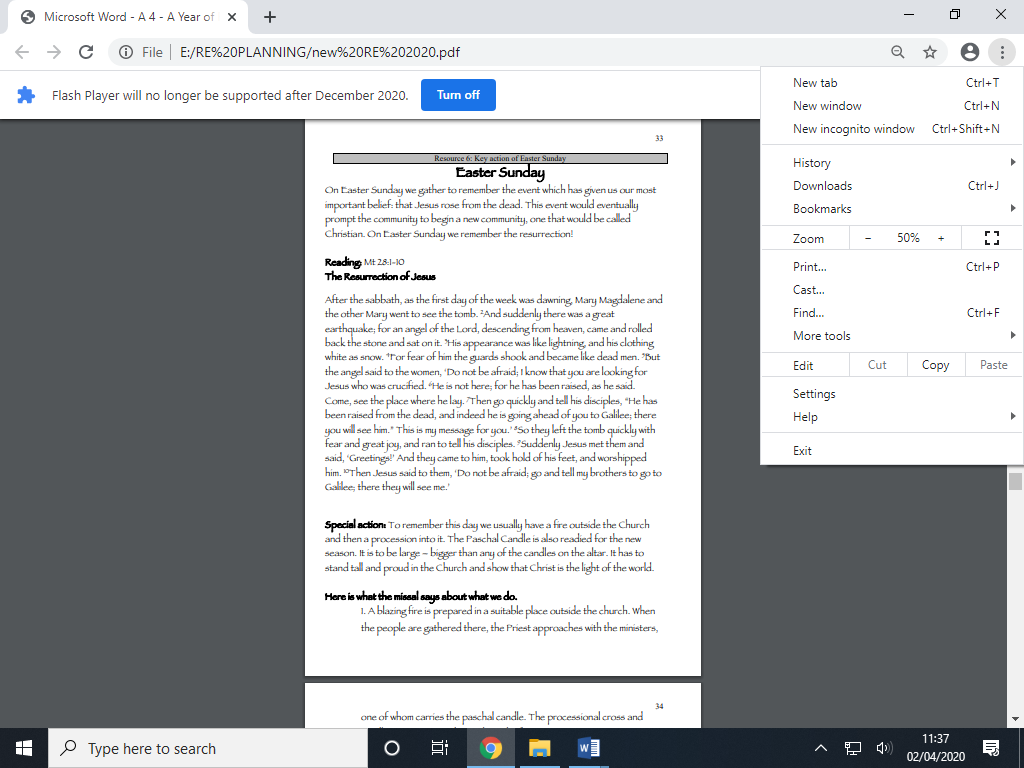 Microsoft Word - A 4 - A Year of
File | E:/RE%20PLANNING/new%20RE%202020.pdf
Flash Player will no longer be supported after December 2020. Turn off
New tab Ctrl+T
New window Ctrl+N
New incognito window Ctrl+Shift+N
History
Downloads Ctrl+J
Bookmarks
Zoom − 50% +
Print... Ctrl+P
Cast...
Find... Ctrl+F
More tools
Edit Cut Copy Paste
Settings
Help
Exit
33
Resource 6: Key action of Easter Sunday
Easter Sunday
On Easter Sunday we gather to remember the event which has given us our most
important belief: that Jesus rose from the dead. This event would eventually
prompt the community to begin a new community, one that would be called
Christian. On Easter Sunday we remember the resurrection!
Reading: Mt 28:1-10
The Resurrection of Jesus
After the sabbath, as the first day of the week was dawning, Mary Magdalene and
the other Mary went to see the tomb. ²And suddenly there was a great
earthquake; for an angel of the Lord, descending from heaven, came and rolled
back the stone and sat on it. ³His appearance was like lightning, and his clothing
white as snow. ⁴For fear of him the guards shook and became like dead men. ⁵But
the angel said to the women, ‘Do not be afraid; I know that you are looking for
Jesus who was crucified. ⁶He is not here; for he has been raised, as he said.
Come, see the place where he lay. ⁷Then go quickly and tell his disciples, “He has
been raised from the dead, and indeed he is going ahead of you to Galilee; there
you will see him.” This is my message for you.’ ⁸So they left the tomb quickly with
fear and great joy, and ran to tell his disciples. ⁹Suddenly Jesus met them and
said, ‘Greetings!’ And they came to him, took hold of his feet, and worshipped
him. ¹⁰Then Jesus said to them, ‘Do not be afraid; go and tell my brothers to go to
Galilee; there they will see me.’
Special action: To remember this day we usually have a fire outside the Church
and then a procession into it. The Paschal Candle is also readied for the new
season. It is to be large – bigger than any of the candles on the altar. It has to
stand tall and proud in the Church and show that Christ is the light of the world.
Here is what the missal says about what we do.
1. A blazing fire is prepared in a suitable place outside the church. When
the people are gathered there, the Priest approaches with the ministers,
34
one of whom carries the paschal candle. The processional cross and
Type here to search
11:37
02/04/2020